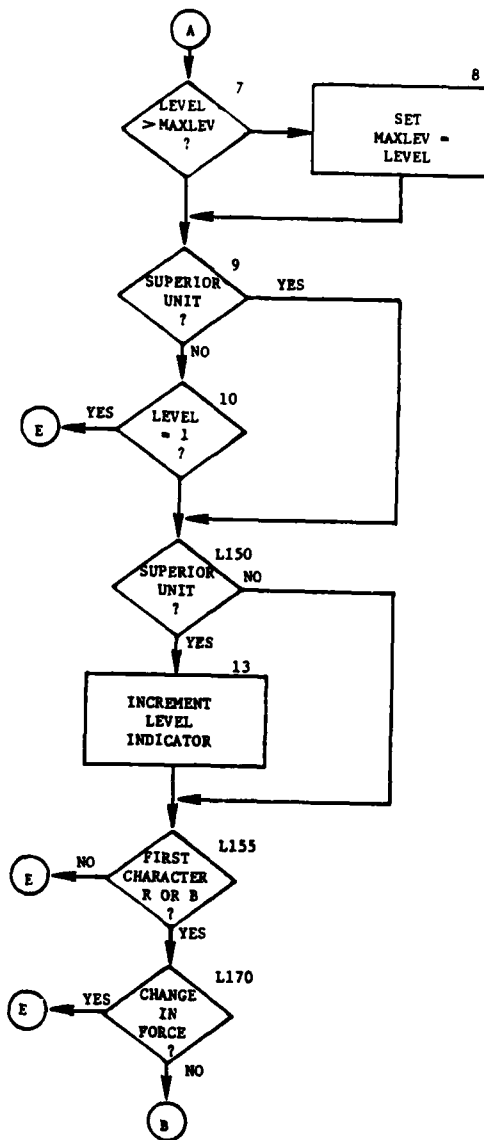 A
7
LEVEL
> MAXLEV
?
8
SET
MAXLEV =
LEVEL
9
SUPERIOR
UNIT
?
YES
NO
10
LEVEL
= 1
?
YES
E
L150
SUPERIOR
UNIT
?
NO
YES
13
INCREMENT
LEVEL
INDICATOR
L155
FIRST
CHARACTER
R OR B
?
NO
E
YES
L170
CHANGE
IN
FORCE
?
YES
E
NO
B